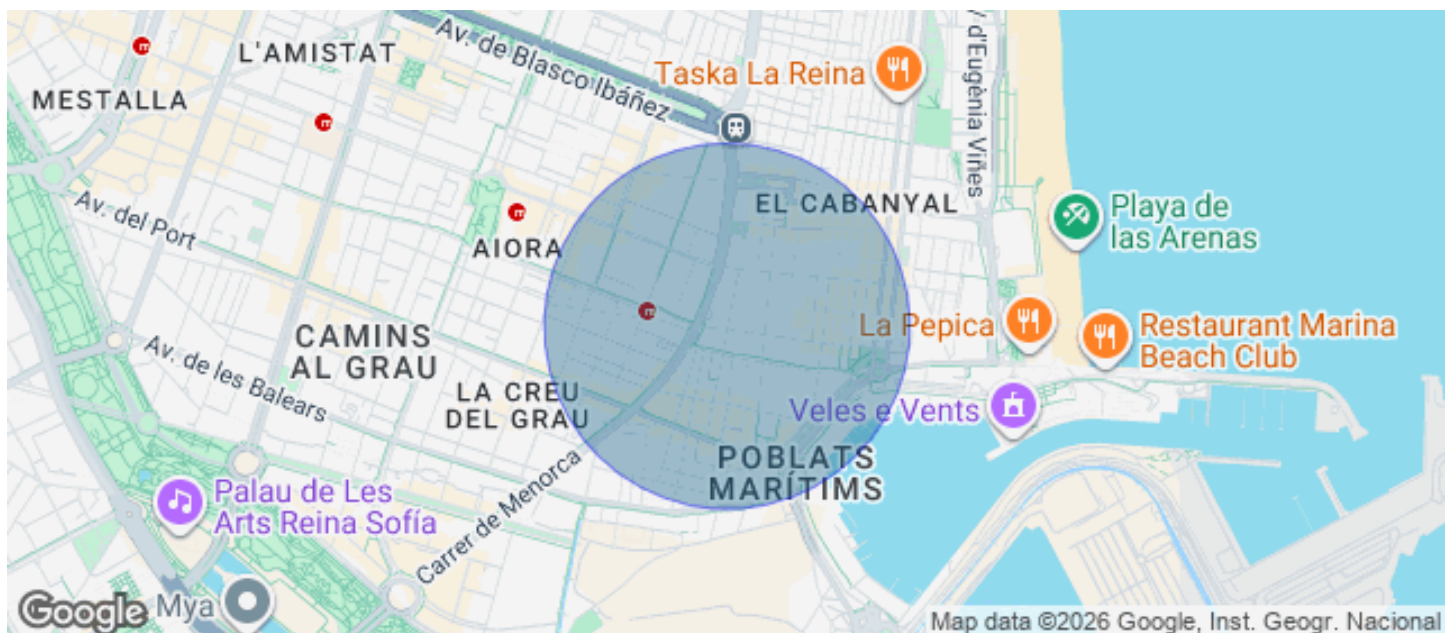 L'AMISTAT
Av. de Blasco Ibáñez
Taska La Reina
d'Eugènia Viñes
MESTALLA
EL CABANYAL
Playa de
las Arenas
Av. del Port
AIORA
CAMINS
AL GRAU
La Pepica
Restaurant Marina
Beach Club
Av. de les Balears
LA CREU
DEL GRAU
Veles e Vents
POBLATS
MARÍTIMS
Palau de Les
Arts Reina Sofía
Carrer de Menorca
Google
Mya
Map data ©2026 Google, Inst. Geogr. Nacional